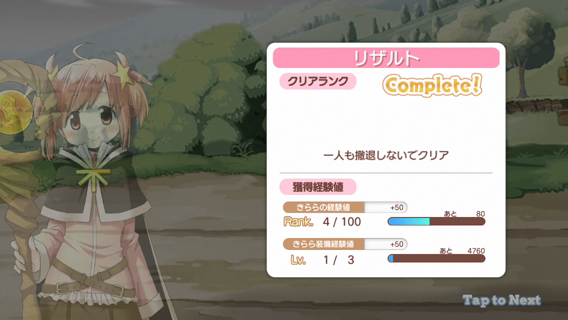 リザルト
クリアランク
Complete!
一人も撤退しないでクリア
獲得経験値
きららの経験値 +50
Rank. 4 / 100 あと 80
きらら装備経験値 +50
Lv. 1 / 3 あと 4760
Tap to Next